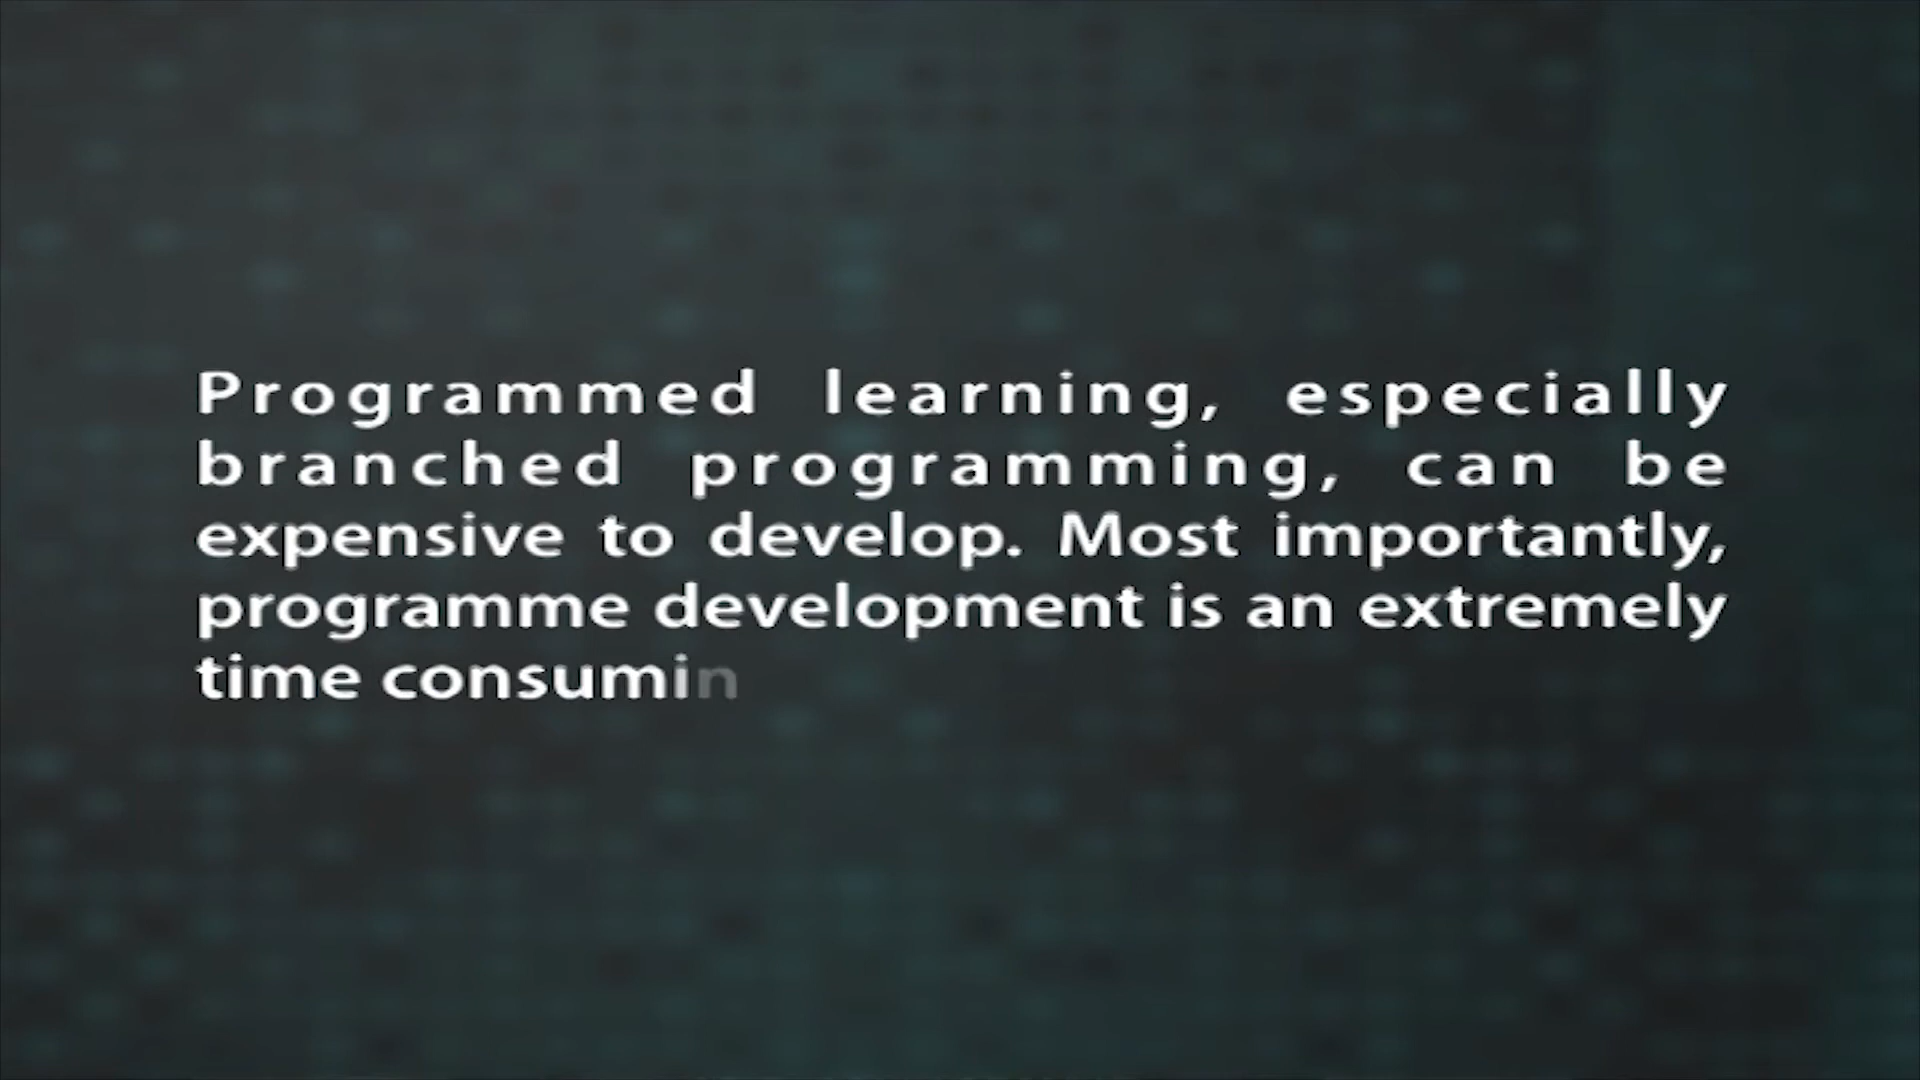 Programmed learning, especially
branched programming, can be
expensive to develop. Most importantly,
programme development is an extremely
time consumin